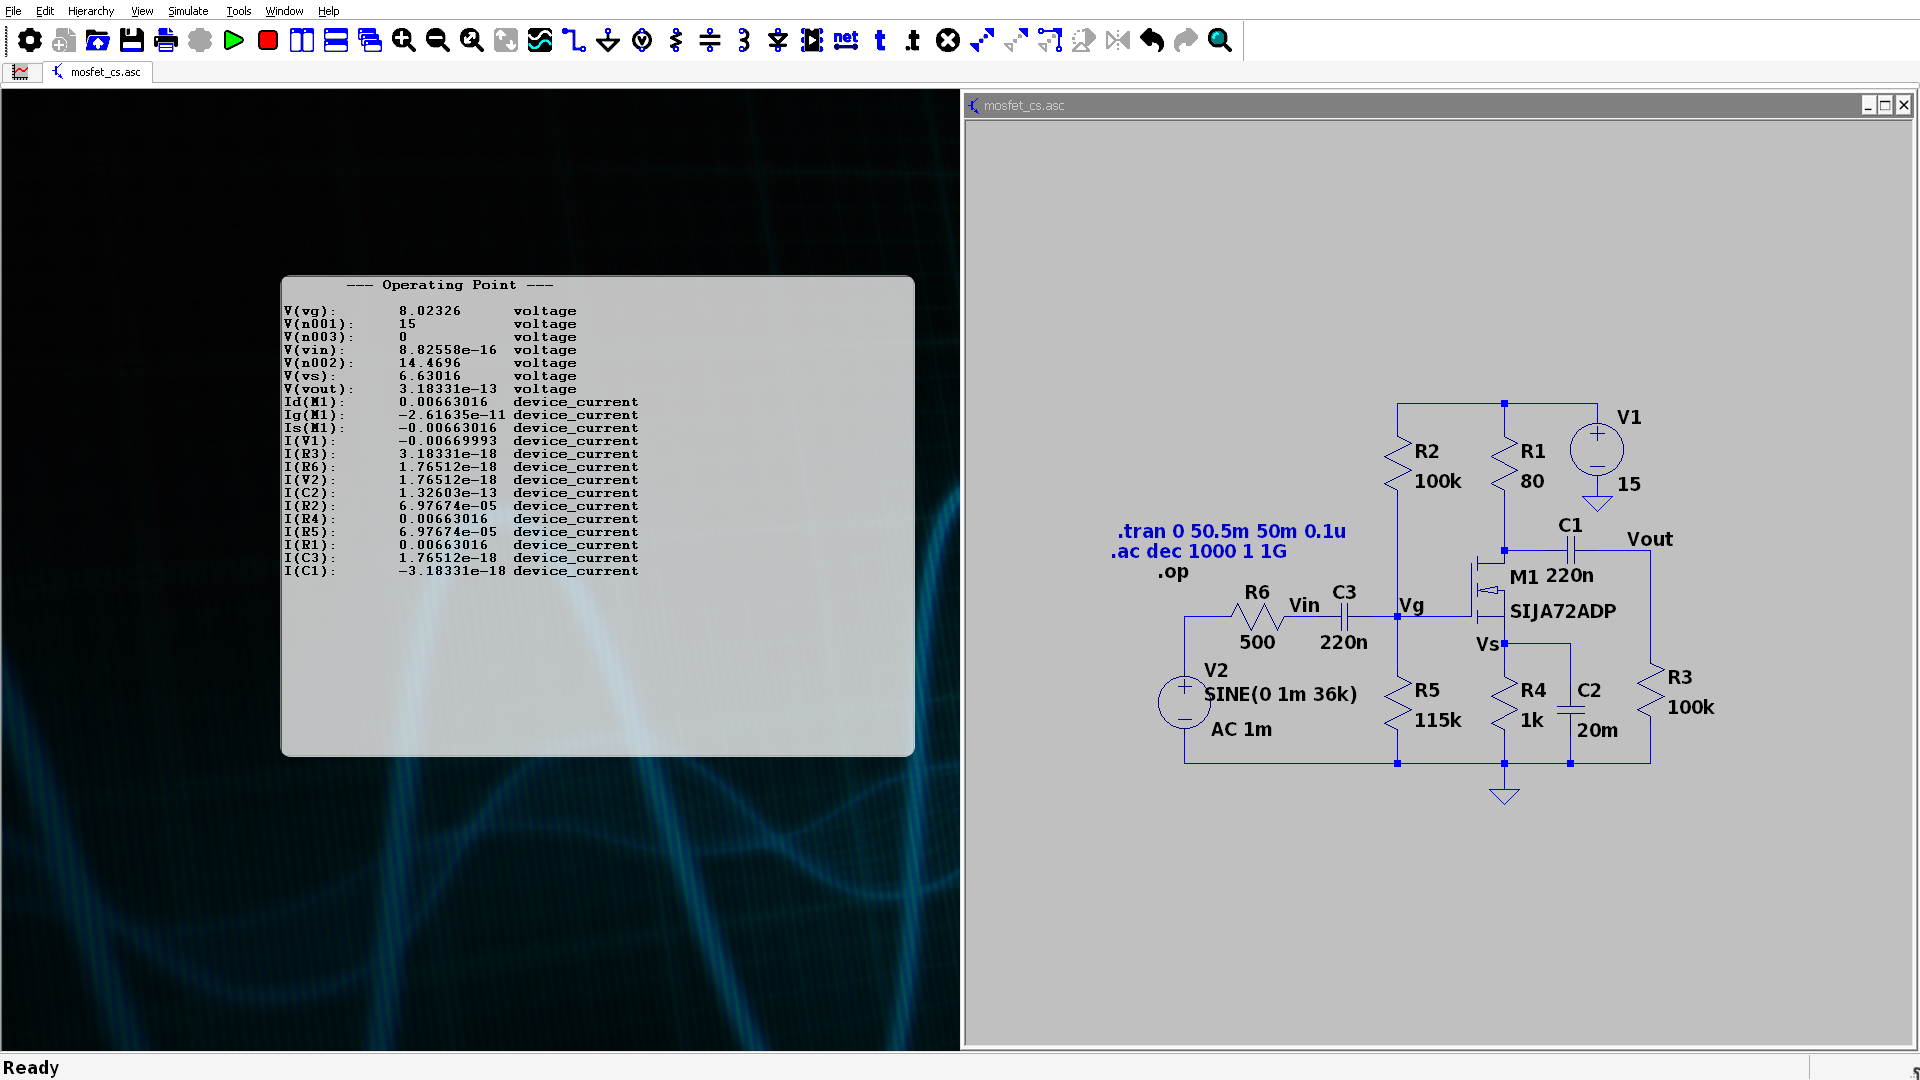 File Edit Hierarchy View Simulate Tools Window Help
net t .t
mosfet_cs.asc
mosfet_cs.asc
--- Operating Point ---
V(vg): 8.02326 voltage
V(n001): 15 voltage
V(n003): 0 voltage
V(vin): 8.82558e-16 voltage
V(n002): 14.4696 voltage
V(vs): 6.63016 voltage
V(vout): 3.18331e-13 voltage
Id(M1): 0.00663016 device_current
Ig(M1): -2.61635e-11 device_current
Is(M1): -0.00663016 device_current
I(V1): -0.00669993 device_current
I(R3): 3.18331e-18 device_current
I(R6): 1.76512e-18 device_current
I(V2): 1.76512e-18 device_current
I(C2): 1.32603e-13 device_current
I(R2): 6.97674e-05 device_current
I(R4): 0.00663016 device_current
I(R5): 6.97674e-05 device_current
I(R1): 0.00663016 device_current
I(C3): 1.76512e-18 device_current
I(C1): -3.18331e-18 device_current
V1
R2 R1
100k 80 15
.tran 0 50.5m 50m 0.1u
C1 Vout
.ac dec 1000 1 1G
.op
M1 220n
R6 Vin C3 Vg
SIJA72ADP
500 220n Vs
V2
R3
SINE(0 1m 36k) R5 R4 C2
100k
115k 1k 20m
AC 1m
Ready